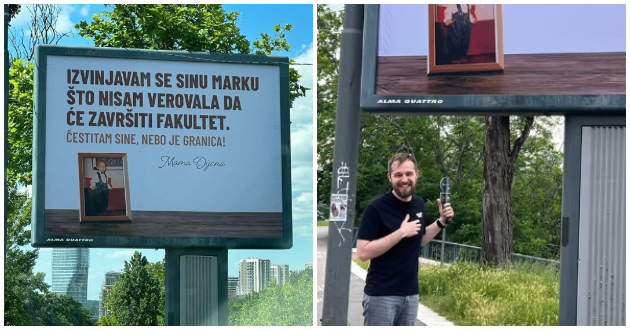 IZVINJAVAM SE SINU MARKU
ŠTO NISAM VEROVALA DA
ĆE ZAVRŠITI FAKULTET.
ČESTITAM SINE, NEBO JE GRANICA!
Mama Dijana
ALMA QUATTRO
ALMA QUATTRO